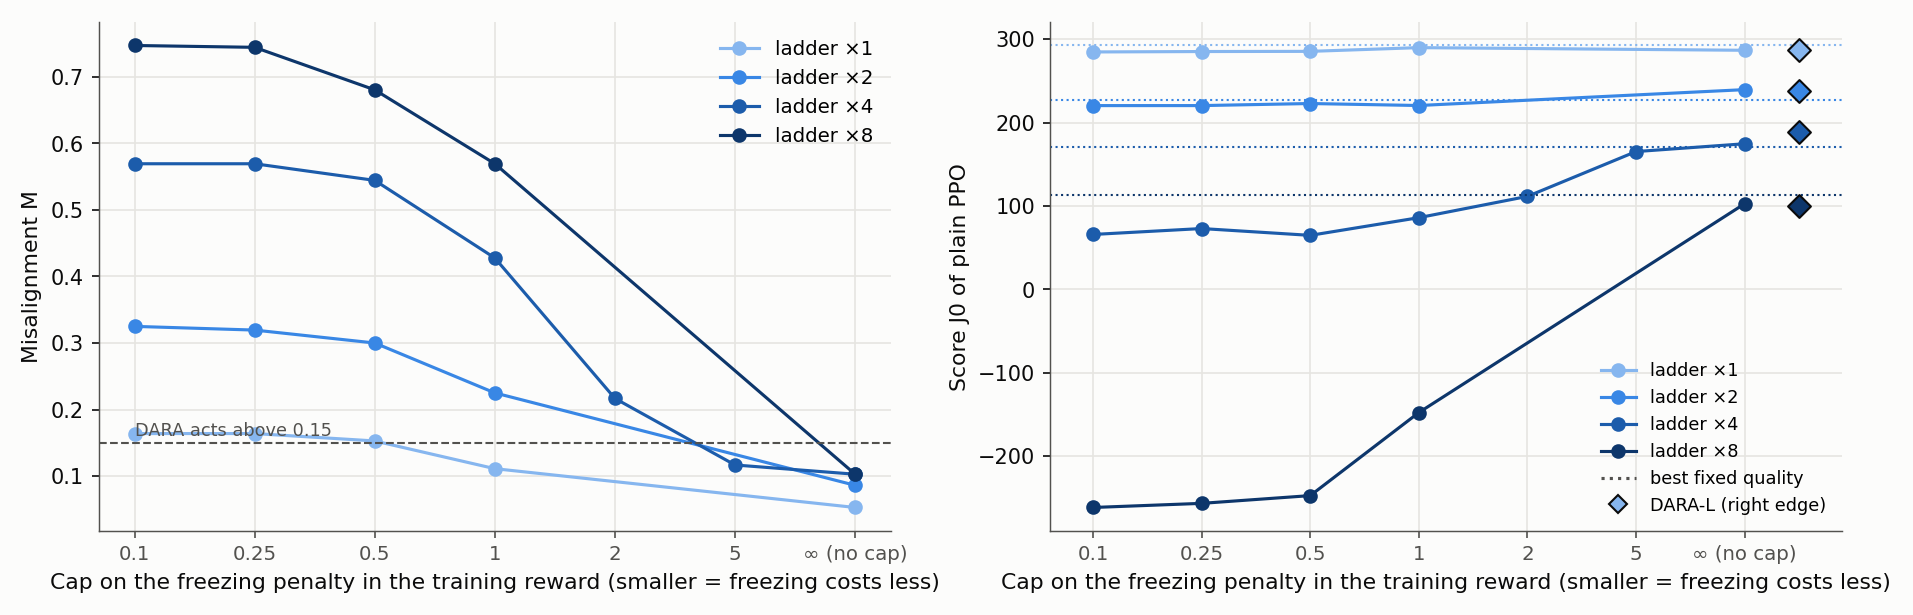 Misalignment M
0.7
0.6
0.5
0.4
0.3
0.2
0.1
ladder ×1
ladder ×2
ladder ×4
ladder ×8
DARA acts above 0.15
0.1
0.25
0.5
1
2
5
∞ (no cap)
Cap on the freezing penalty in the training reward (smaller = freezing costs less)
Score J0 of plain PPO
300
200
100
0
−100
−200
ladder ×1
ladder ×2
ladder ×4
ladder ×8
best fixed quality
DARA-L (right edge)
0.1
0.25
0.5
1
2
5
∞ (no cap)
Cap on the freezing penalty in the training reward (smaller = freezing costs less)